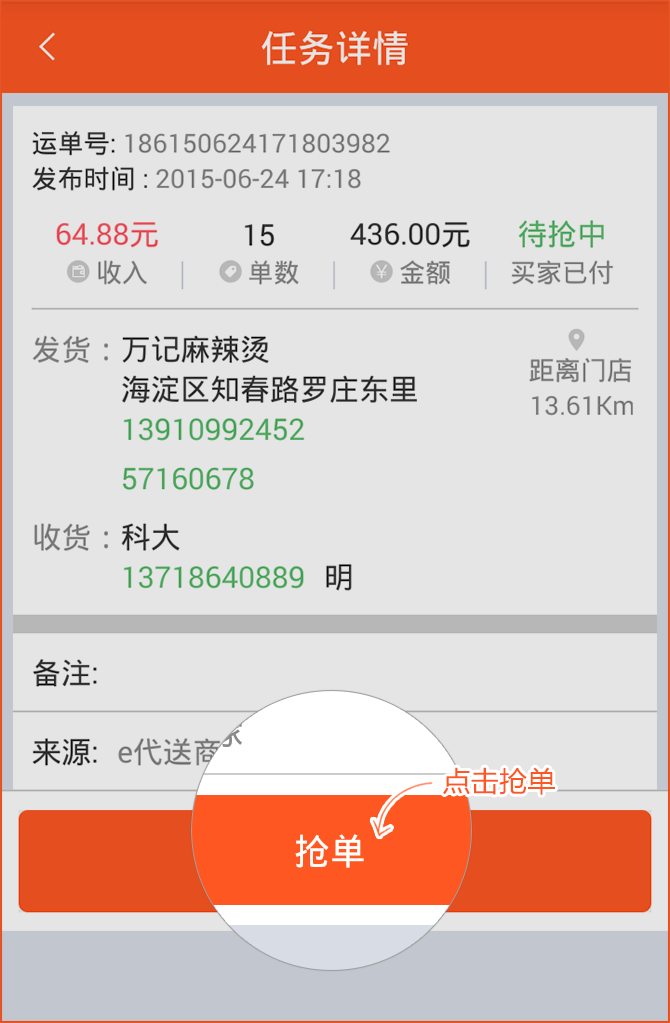 任务详情
运单号: 186150624171803982
发布时间 : 2015-06-24 17:18
64.88元 15 436.00元 待抢中
收入 单数 金额 买家已付
发货 : 万记麻辣烫
海淀区知春路罗庄东里
13910992452
57160678
距离门店
13.61Km
收货 : 科大
13718640889 明
备注:
来源: e代送商家
点击抢单
抢单